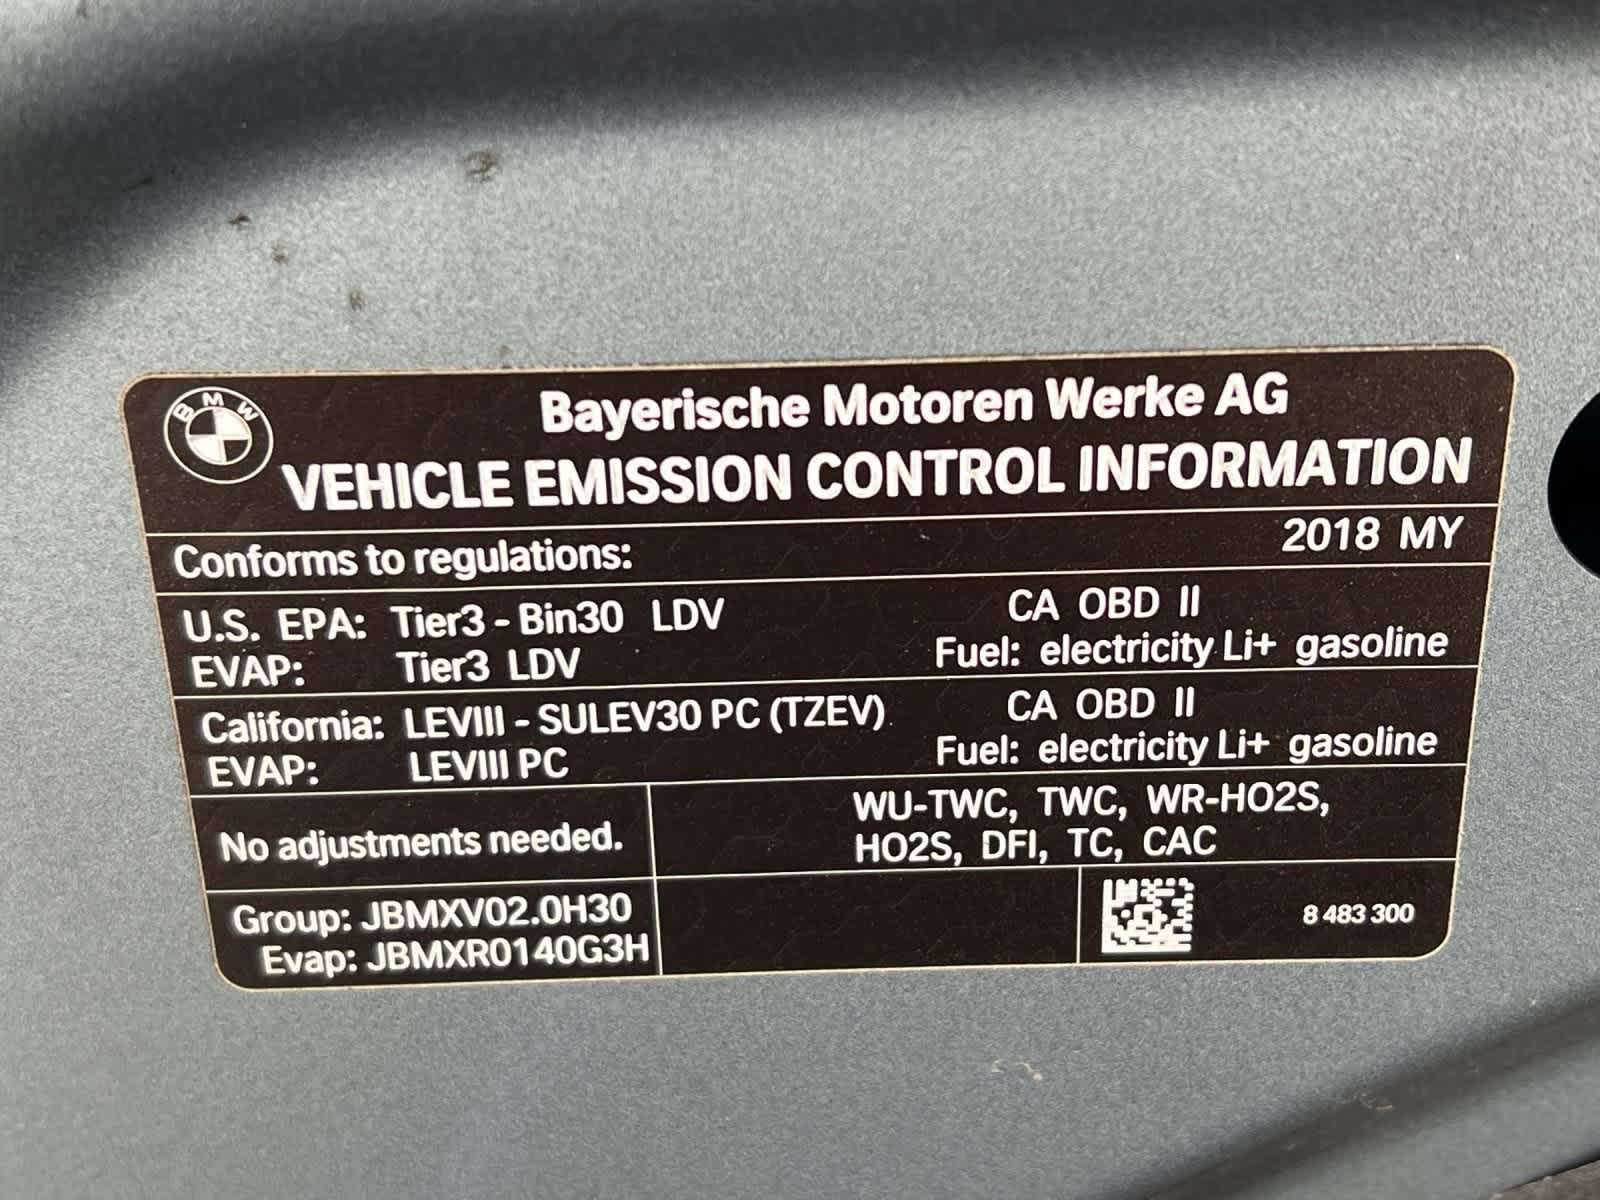 BMW
Bayerische Motoren Werke AG
VEHICLE EMISSION CONTROL INFORMATION
Conforms to regulations: 2018 MY
U.S. EPA: Tier3 - Bin30 LDV CA OBD II
EVAP: Tier3 LDV Fuel: electricity Li+ gasoline
California: LEVIII - SULEV30 PC (TZEV) CA OBD II
EVAP: LEVIII PC Fuel: electricity Li+ gasoline
No adjustments needed.
WU-TWC, TWC, WR-HO2S,
HO2S, DFI, TC, CAC
Group: JBMXV02.0H30
Evap: JBMXR0140G3H
8 483 300